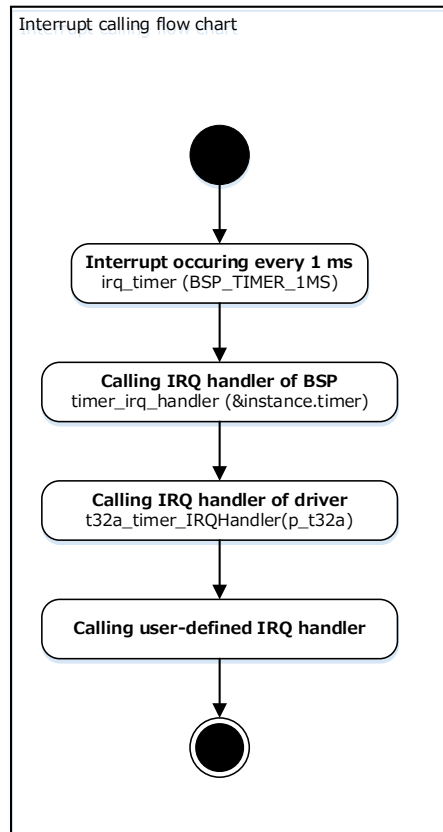 Interrupt calling flow chart
Interrupt occuring every 1 ms
irq_timer (BSP_TIMER_1MS)
Calling IRQ handler of BSP
timer_irq_handler (&instance.timer)
Calling IRQ handler of driver
t32a_timer_IRQHandler(p_t32a)
Calling user-defined IRQ handler